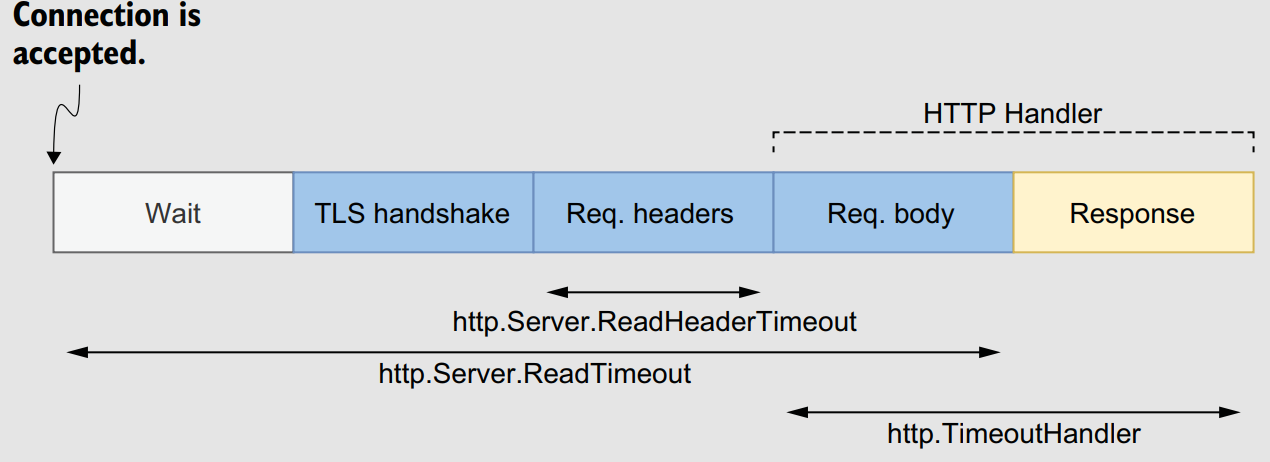 Connection is
accepted.
HTTP Handler
Wait
TLS handshake
Req. headers
Req. body
Response
http.Server.ReadHeaderTimeout
http.Server.ReadTimeout
http.TimeoutHandler